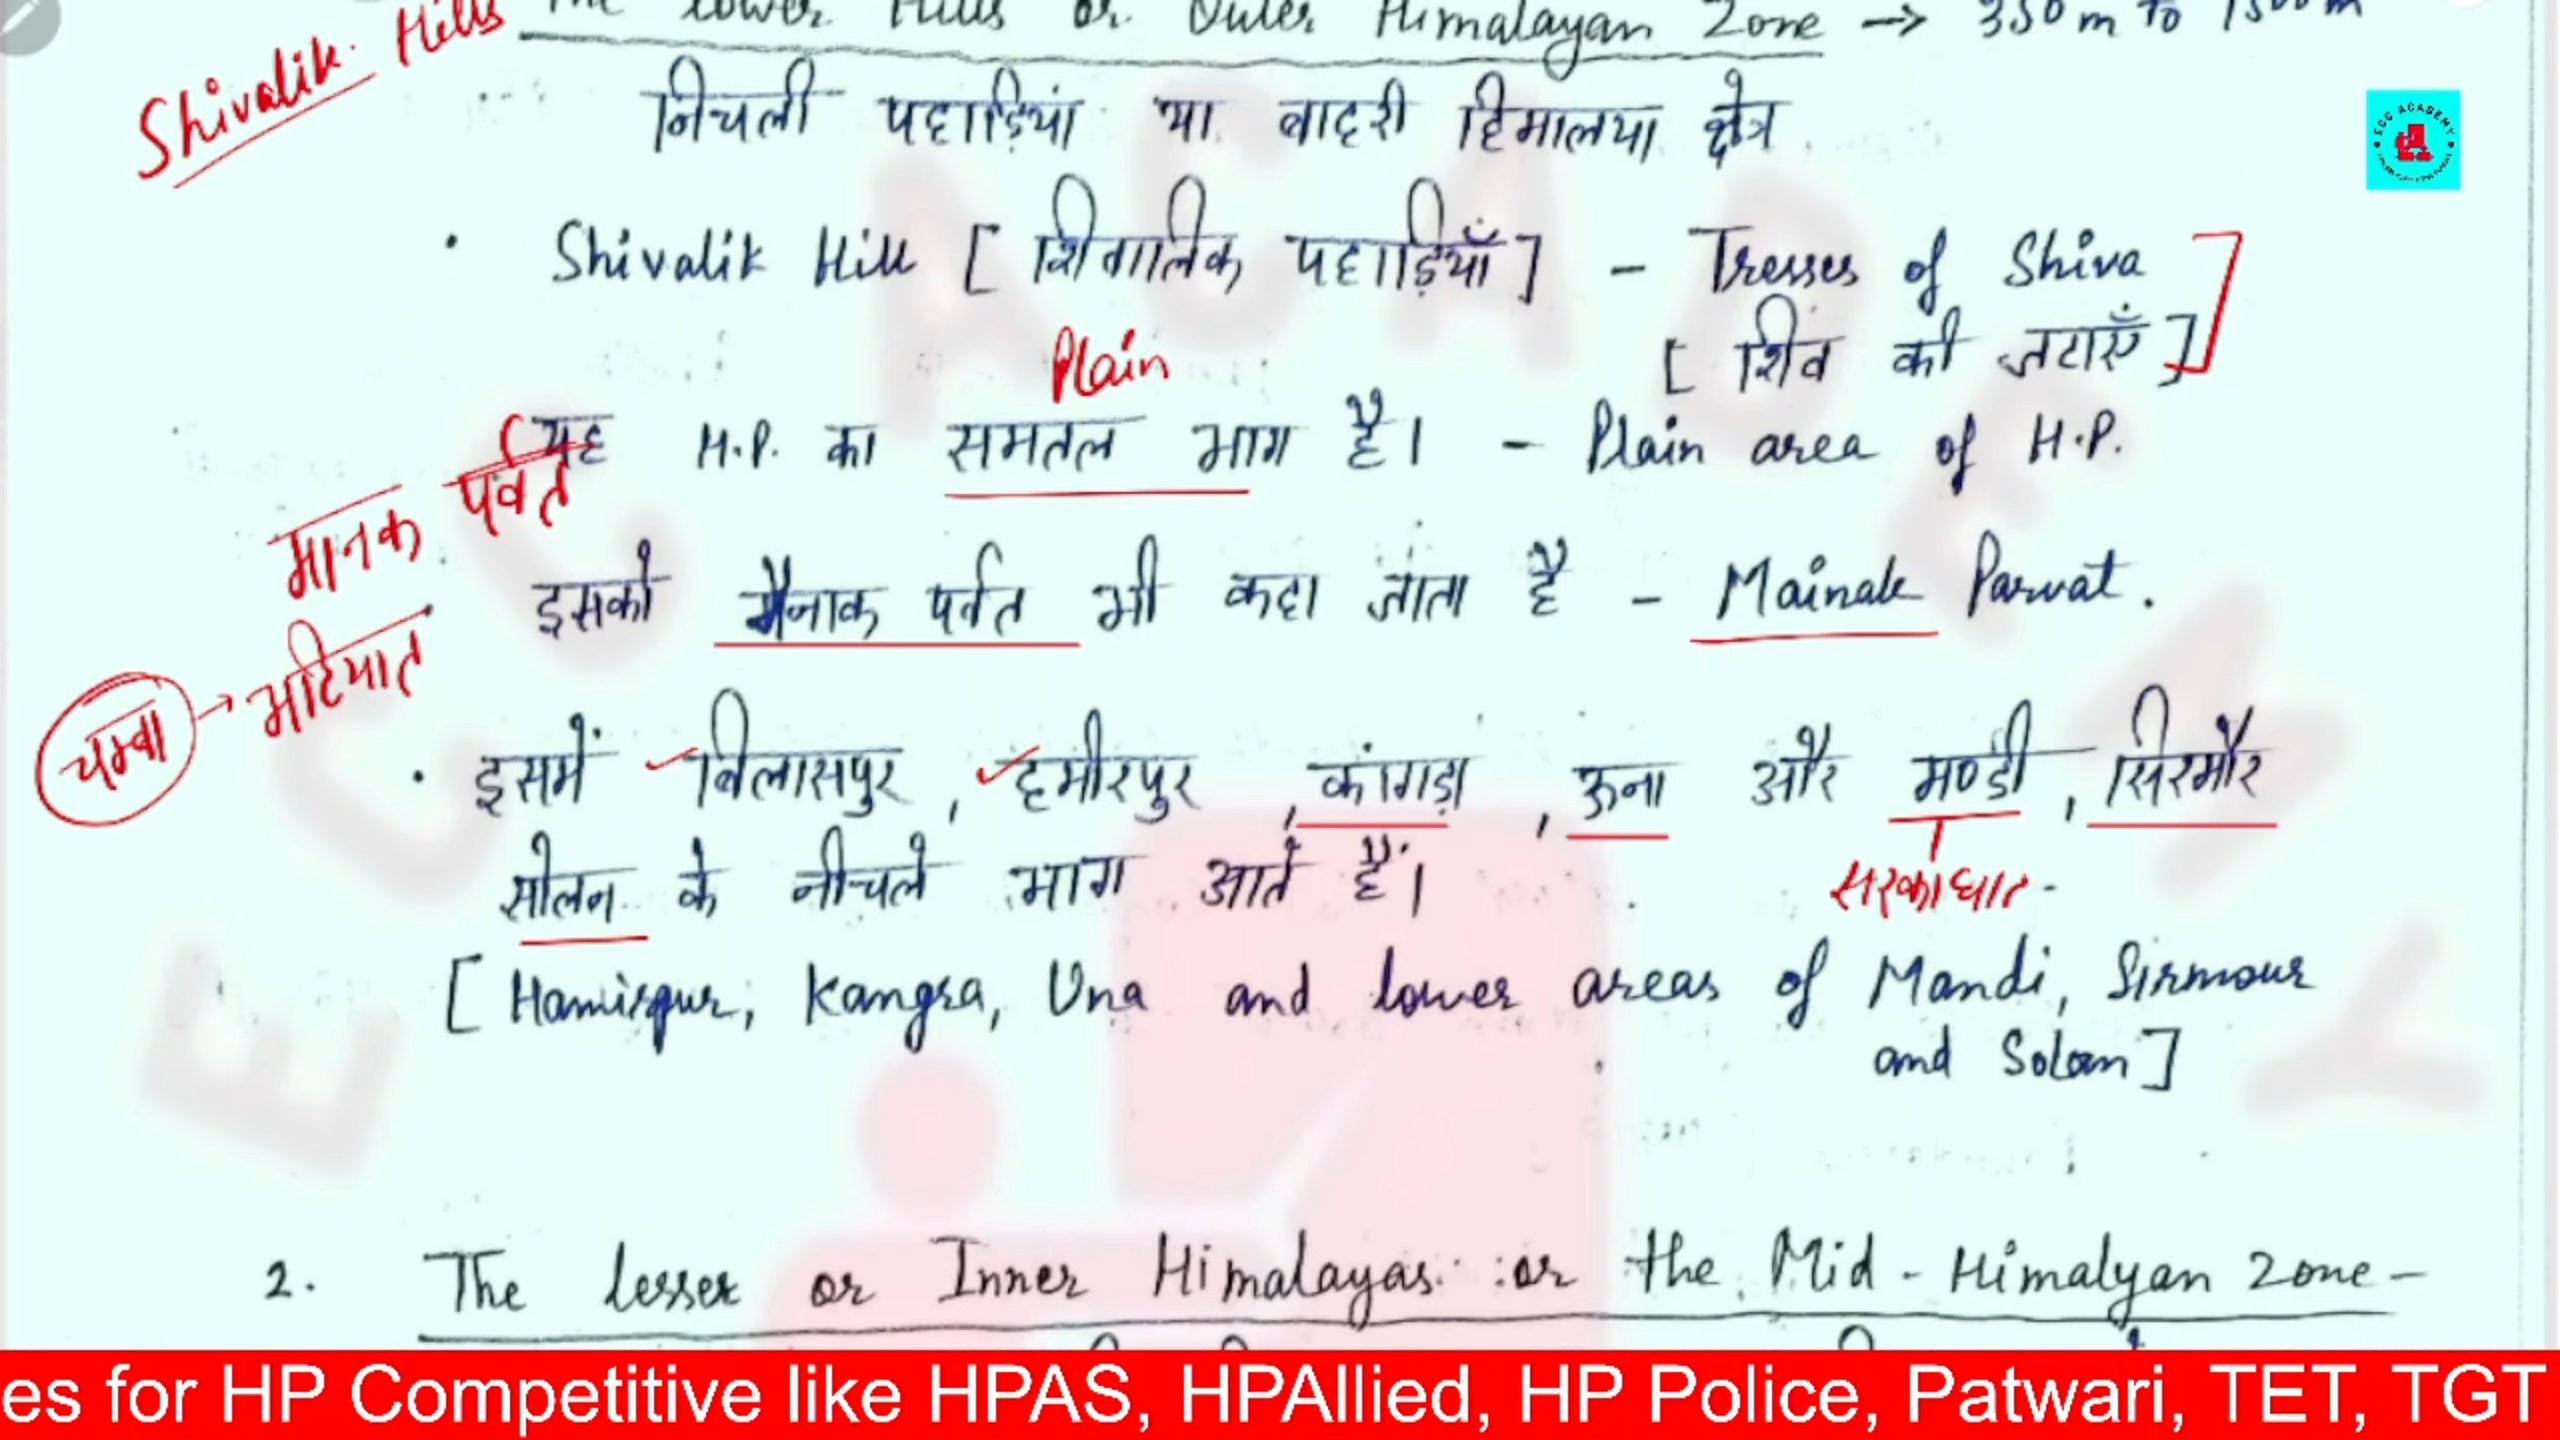 Shivalik Hills
The Lower Hills or Outer Himalayan Zone → 350m to 1500m
निचली पहाड़ियां या बाहरी हिमालया क्षेत्र
· Shivalik Hill [शिवालिक पहाड़ियाँ] - Tresses of Shiva
[शिव की जटाएँ]
Plain
यह H.P. का समतल भाग है। - Plain area of H.P.
मानक पर्वत
इसको मैनाक पर्वत भी कहा जाता है - Mainak Parvat.
चम्बा → भटियात
· इसमें बिलासपुर, हमीरपुर, कांगड़ा, ऊना और मण्डी, सिरमौर
सोलन के नीचले भाग आते हैं।
सरकाघाट
[Hamirpur, Kangra, Una and lower areas of Mandi, Sirmour
and Solan]
2. The lesser or Inner Himalayas or the Mid-Himalyan Zone-
es for HP Competitive like HPAS, HPAllied, HP Police, Patwari, TET, TGT